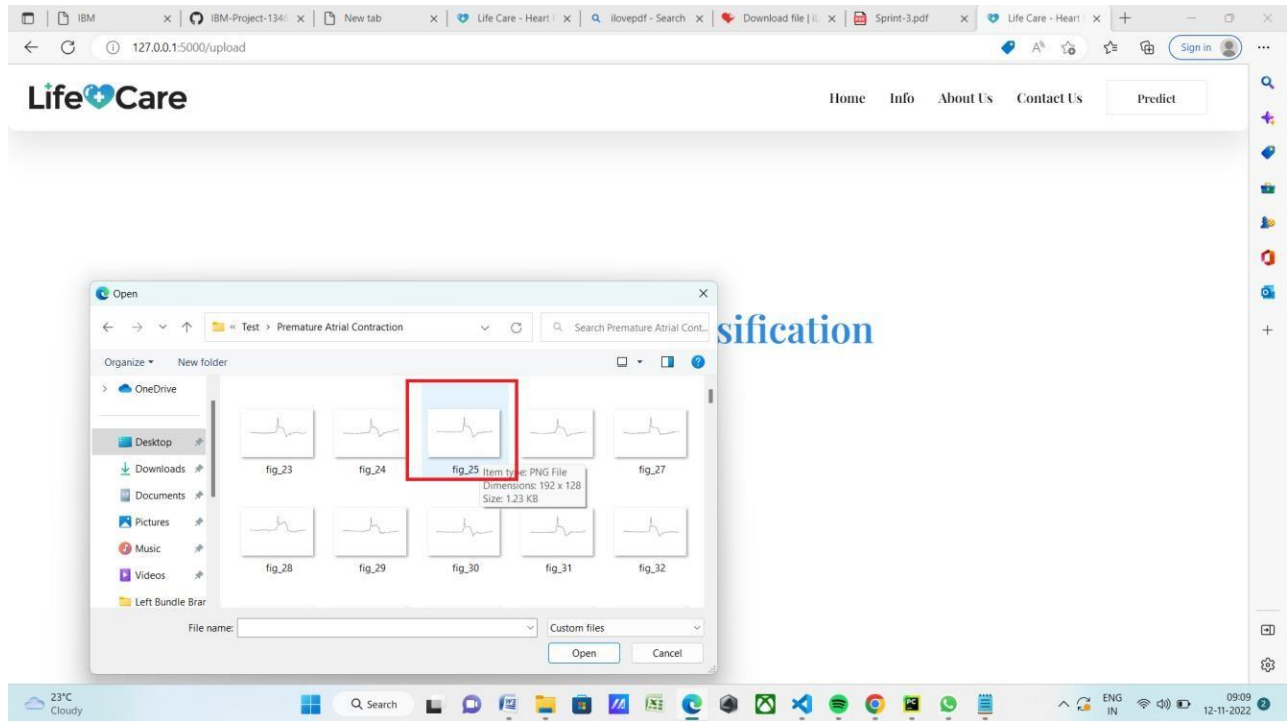 IBM
IBM-Project-1346
New tab
Life Care - Heart
ilovepdf - Search
Download file | iL
Sprint-3.pdf
Life Care - Heart
127.0.0.1:5000/upload
Sign in
Life Care
Home Info About Us Contact Us Predict
sification
Open
« Test > Premature Atrial Contraction
Search Premature Atrial Cont...
Organize New folder
OneDrive
Desktop
Downloads
Documents
Pictures
Music
Videos
Left Bundle Brar
fig_23 fig_24 fig_25 fig_27
Item type: PNG File
Dimensions: 192 x 128
Size: 1.23 KB
fig_28 fig_29 fig_30 fig_31 fig_32
File name: Custom files
Open Cancel
23°C
Cloudy
Search
ENG
IN
09:09
12-11-2022
2